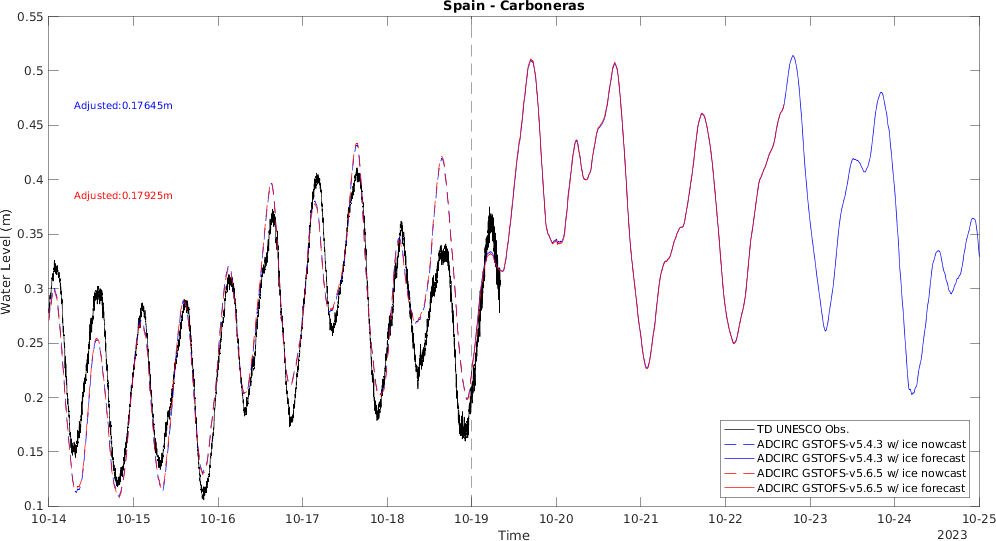 Spain - Carboneras
0.55
0.5
0.45
0.4
0.35
0.3
0.25
0.2
0.15
0.1
Water Level (m)
Adjusted:0.17645m
Adjusted:0.17925m
TD UNESCO Obs.
ADCIRC GSTOFS-v5.4.3 w/ ice nowcast
ADCIRC GSTOFS-v5.4.3 w/ ice forecast
ADCIRC GSTOFS-v5.6.5 w/ ice nowcast
ADCIRC GSTOFS-v5.6.5 w/ ice forecast
10-14 10-15 10-16 10-17 10-18 10-19 10-20 10-21 10-22 10-23 10-24 10-25
Time
2023